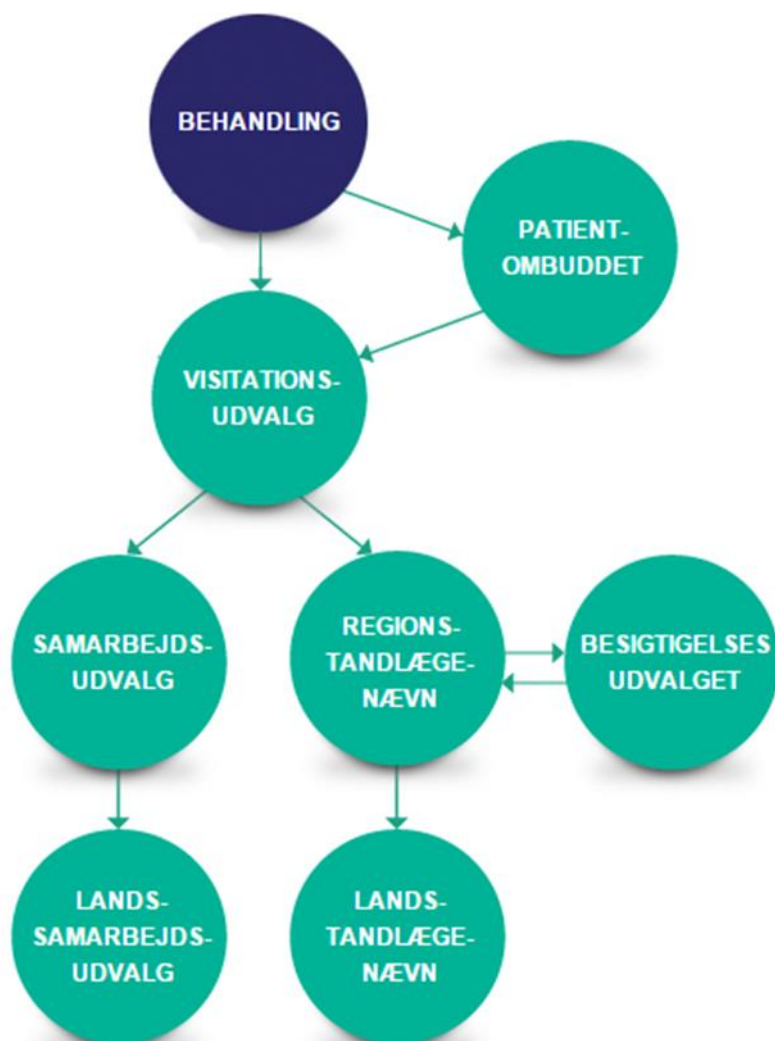 BEHANDLING
PATIENT-
OMBUDDET
VISITATIONS-
UDVALG
SAMARBEJDS-
UDVALG
REGIONS-
TANDLÆGE-
NÆVN
BESIGTIGELSES
UDVALGET
LANDS-
SAMARBEJDS-
UDVALG
LANDS-
TANDLÆGE-
NÆVN